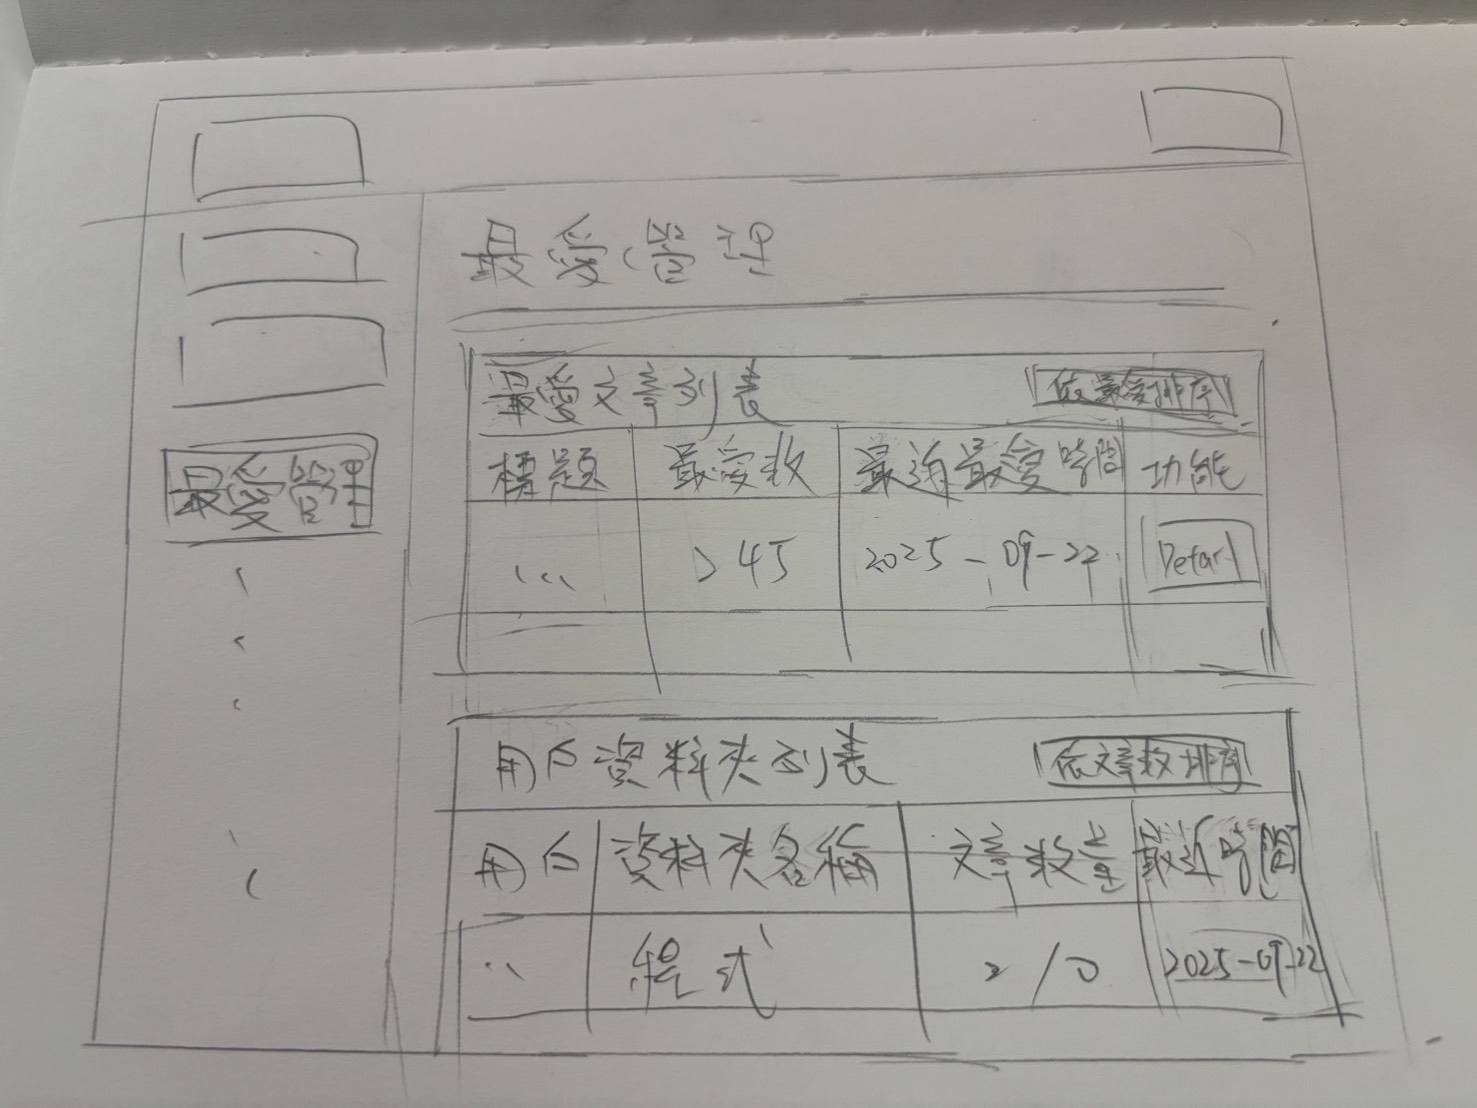 最愛管理
最愛管理
最愛文章列表 依最愛排序
標題 最愛數 最近最愛時間 功能
... 245 2025-09-22 Detail
用戶資料夾列表 依文章數排序
用戶 資料夾名稱 文章數量 最近時間
.. 程式 210 2025-09-22